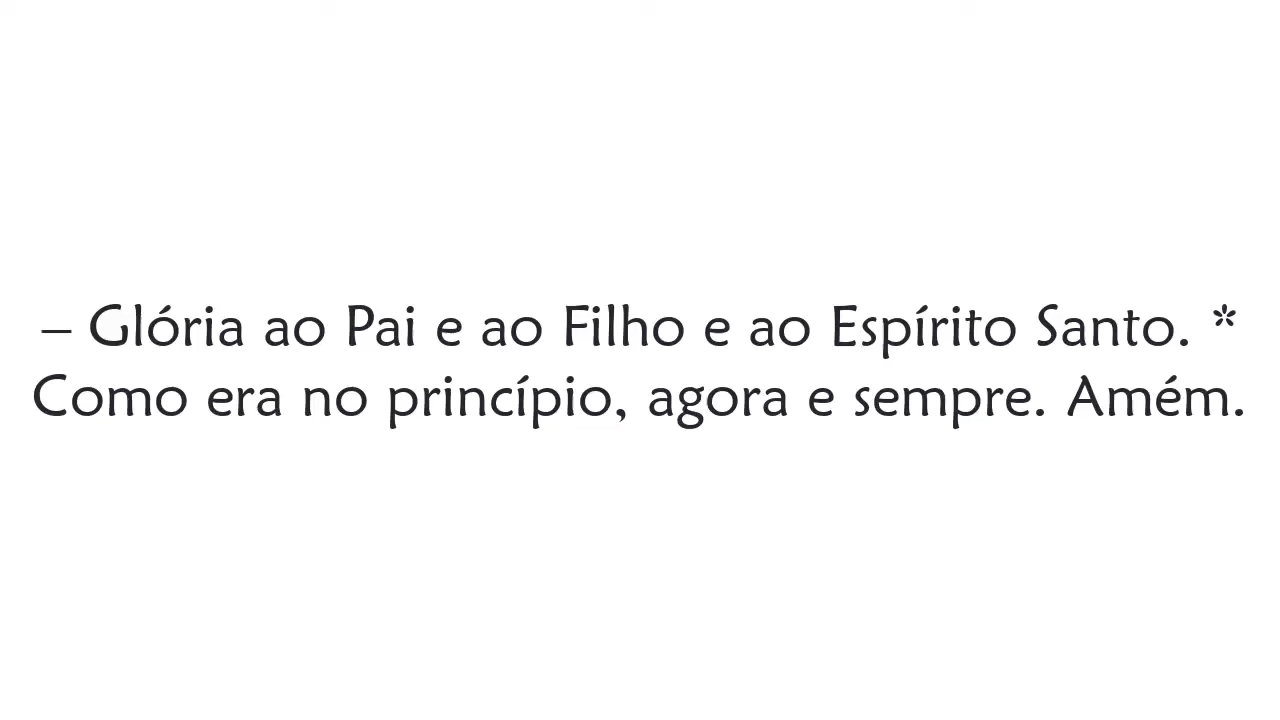 – Glória ao Pai e ao Filho e ao Espírito Santo. *
Como era no princípio, agora e sempre. Amém.